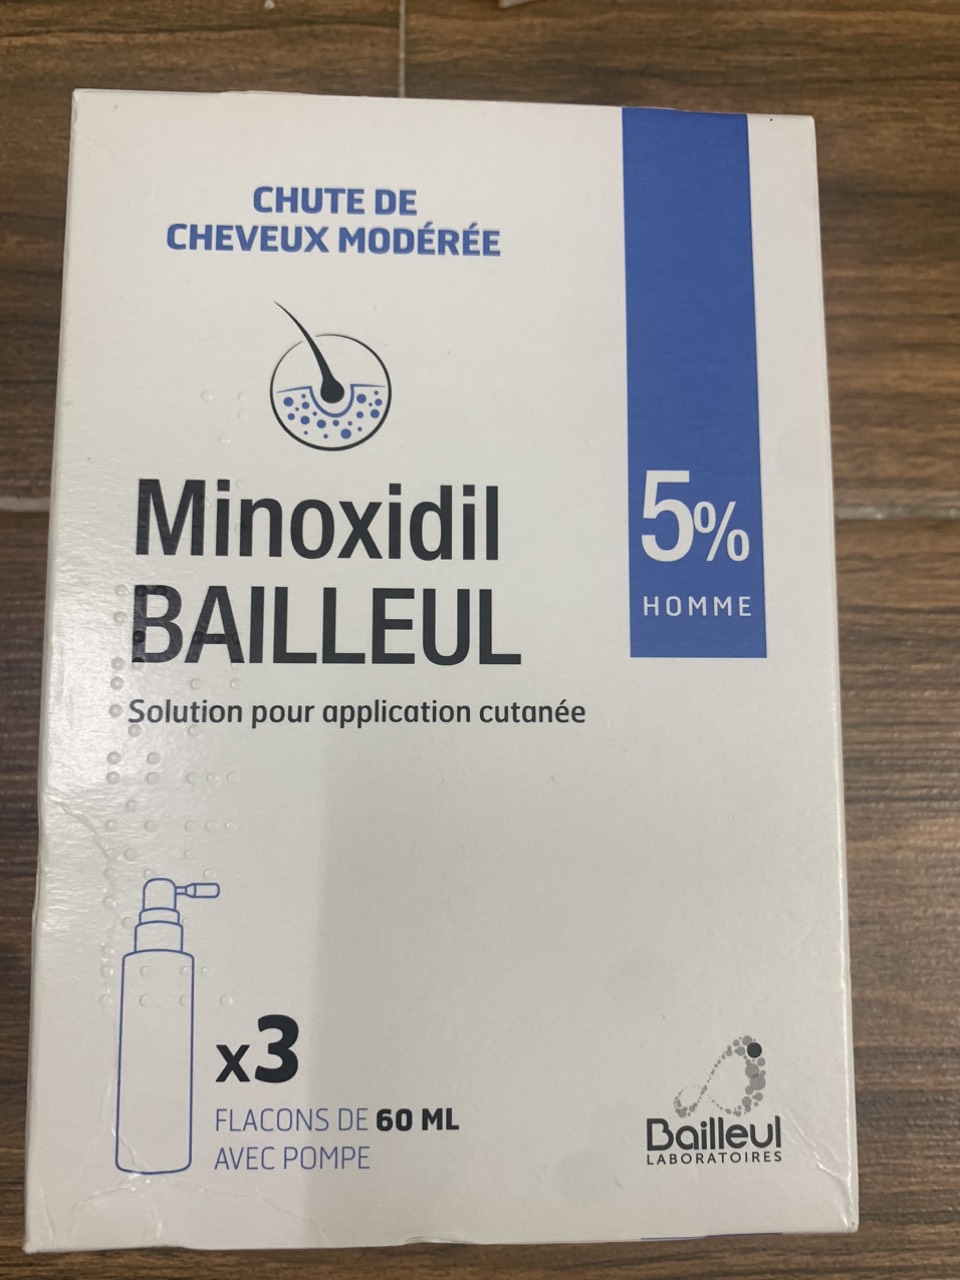 CHUTE DE
CHEVEUX MODÉRÉE
Minoxidil
BAILLEUL
5%
HOMME
Solution pour application cutanée
x3
FLACONS DE 60 ML
AVEC POMPE
Bailleul
LABORATOIRES